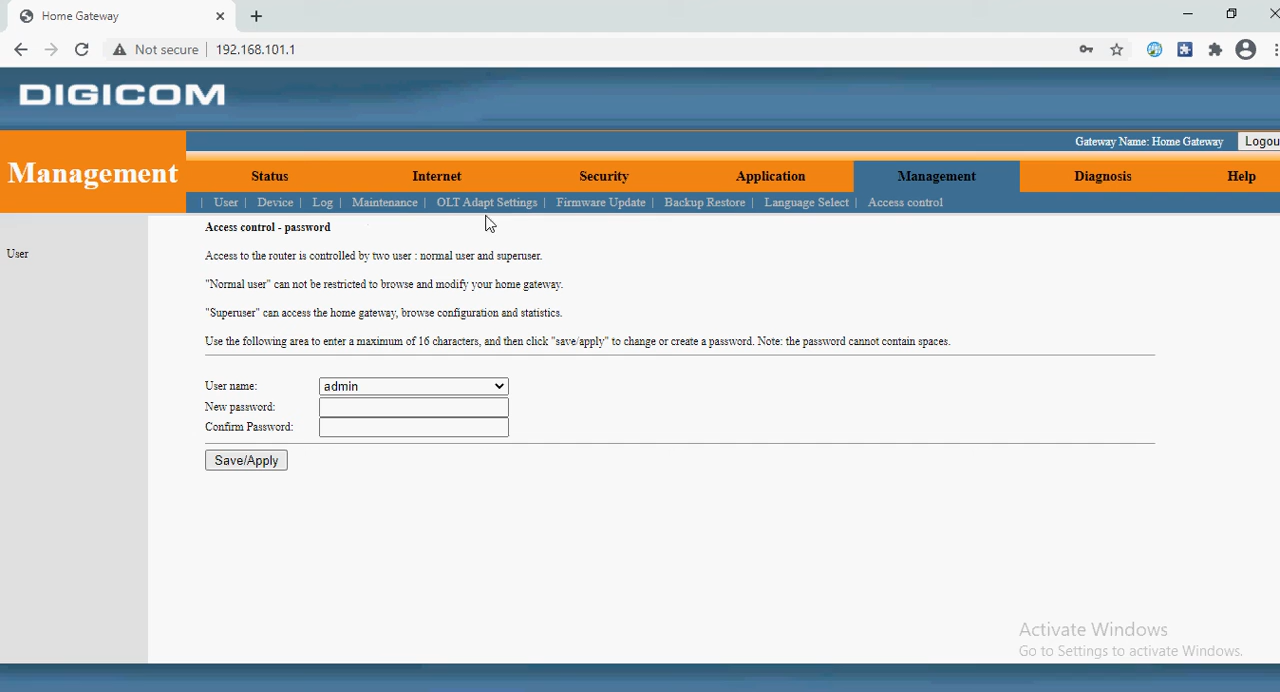 Home Gateway
Not secure 192.168.101.1
DIGICOM
Gateway Name: Home Gateway Logou
Management
Status Internet Security Application Management Diagnosis Help
| User | Device | Log | Maintenance | OLT Adapt Settings | Firmware Update | Backup Restore | Language Select | Access control
Access control - password
User
Access to the router is controlled by two user : normal user and superuser.
"Normal user" can not be restricted to browse and modify your home gateway.
"Superuser" can access the home gateway, browse configuration and statistics.
Use the following area to enter a maximum of 16 characters, and then click "save/apply" to change or create a password. Note: the password cannot contain spaces.
User name: admin
New password:
Confirm Password:
Save/Apply
Activate Windows
Go to Settings to activate Windows.